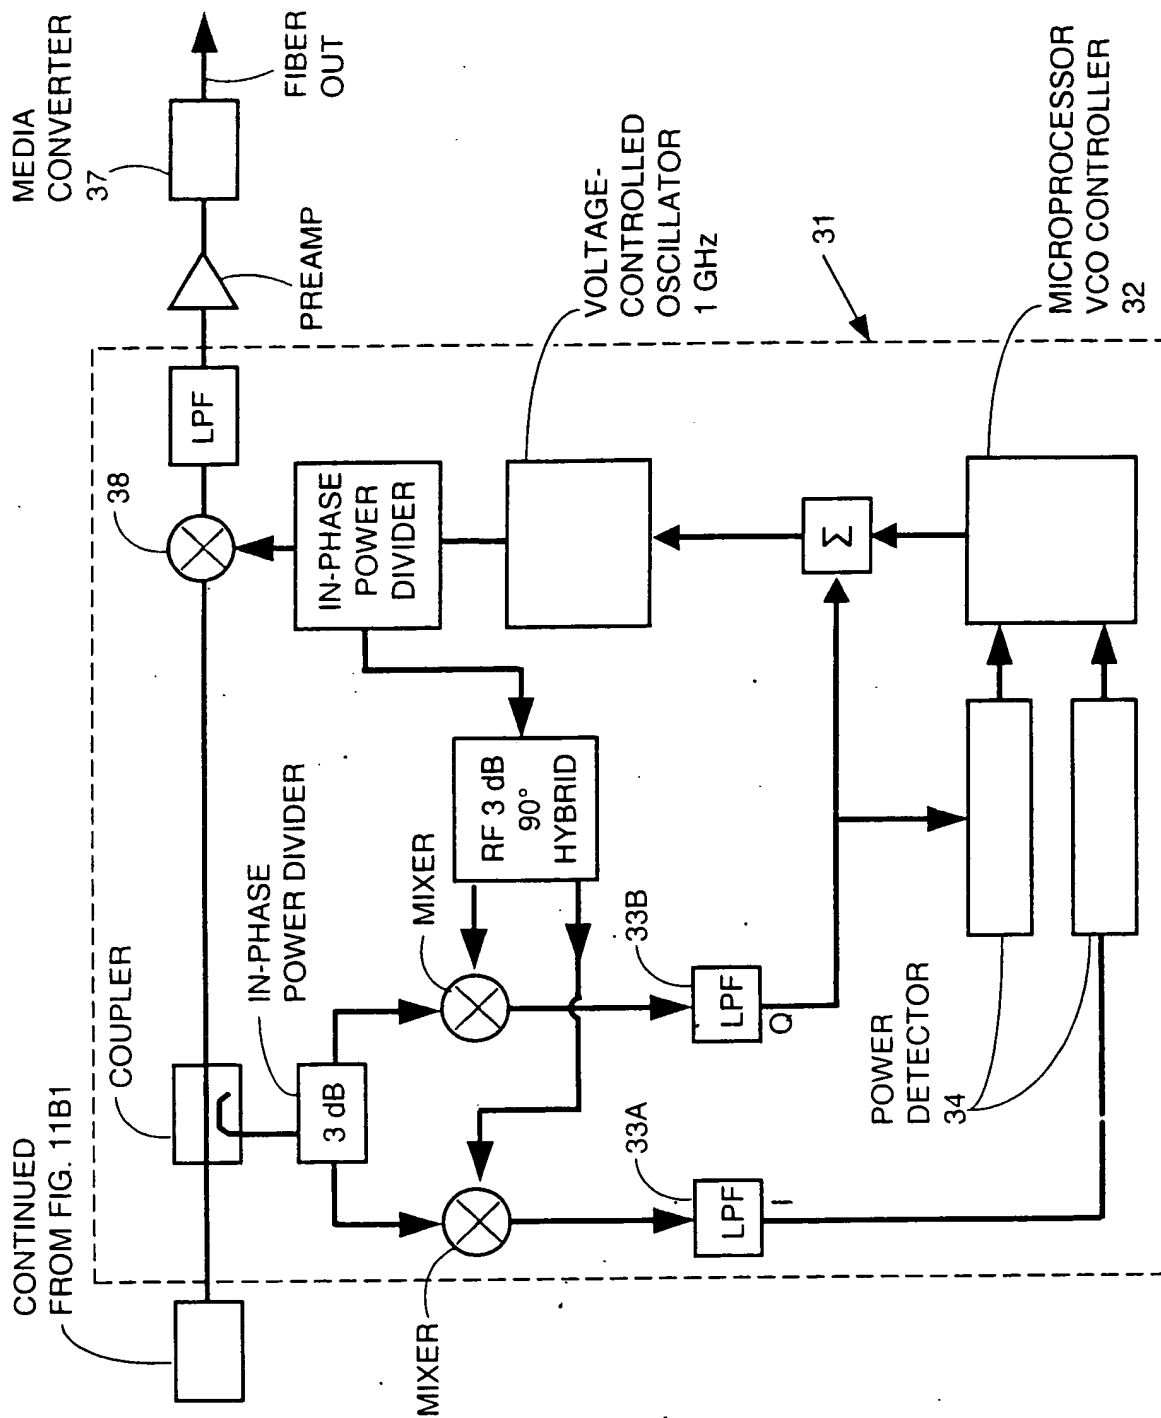 CONTINUED
FROM FIG. 11B1
COUPLER
38
LPF
PREAMP
MEDIA
CONVERTER
37
FIBER
OUT
IN-PHASE
POWER DIVIDER
3 dB
IN-PHASE
POWER
DIVIDER
MIXER
MIXER
RF 3 dB
90°
HYBRID
VOLTAGE-
CONTROLLED
OSCILLATOR
1 GHz
33A
LPF
I
33B
LPF
Q
Σ
31
POWER
DETECTOR
34
MICROPROCESSOR
VCO CONTROLLER
32